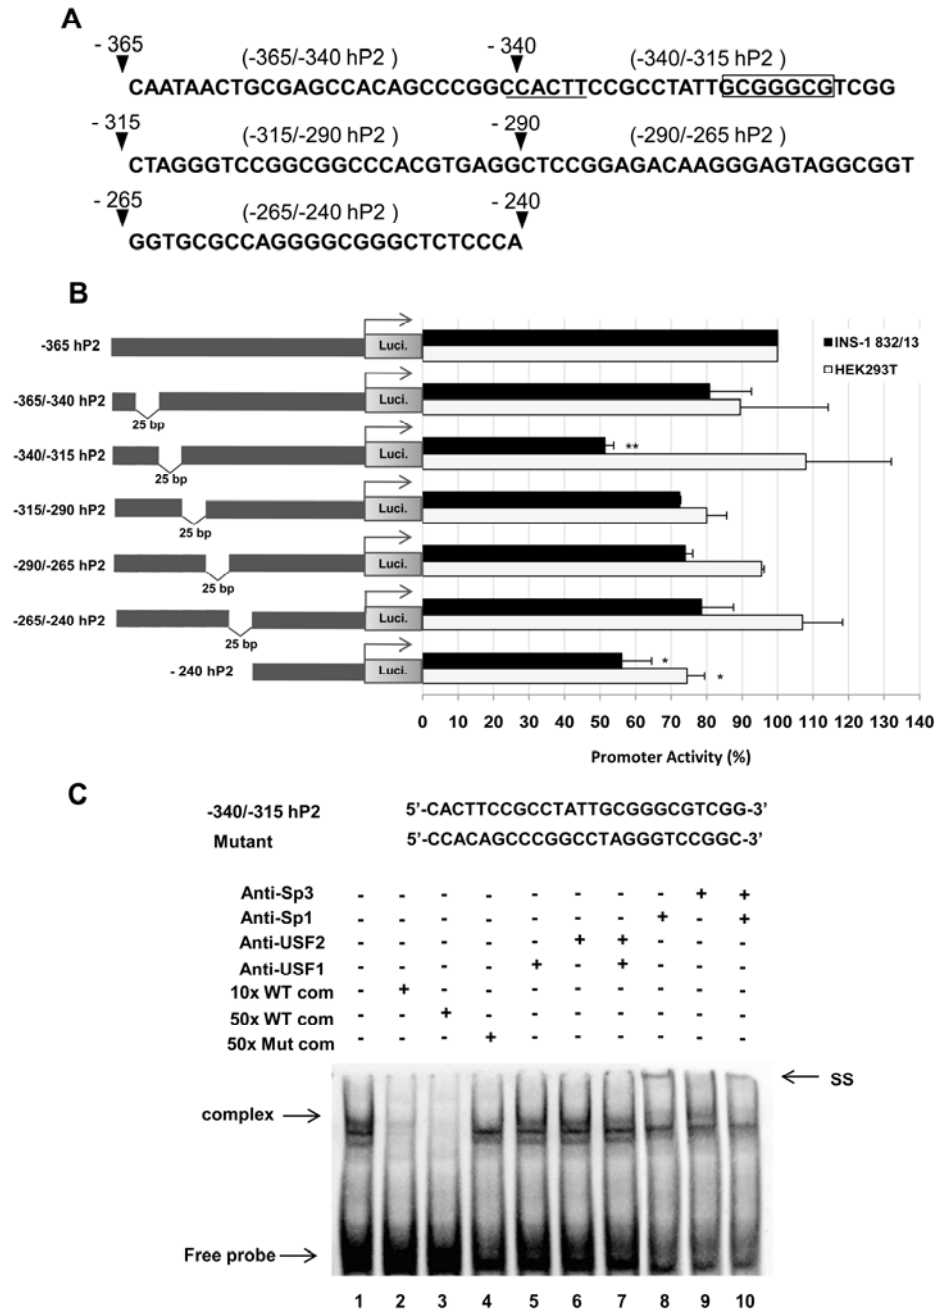 A
- 365 (-365/-340 hP2 ) - 340 (-340/-315 hP2 )
CAATAACTGCGAGCCACAGCCCGGCCACTTCCGCCTATTGCGGGCGTCGG
- 315 (-315/-290 hP2 ) - 290 (-290/-265 hP2 )
CTAGGGTCCGGCGGCCCACGTGAGGCTCCGGAGACAAGGGAGTAGGCGGT
- 265 (-265/-240 hP2 ) - 240
GGTGCGCCAGGGGCGGGCTCTCCCA
B
-365 hP2 Luci.
INS-1 832/13
HEK293T
-365/-340 hP2 25 bp Luci.
-340/-315 hP2 25 bp Luci. **
-315/-290 hP2 25 bp Luci.
-290/-265 hP2 25 bp Luci.
-265/-240 hP2 25 bp Luci.
- 240 hP2 Luci. * *
0 10 20 30 40 50 60 70 80 90 100 110 120 130 140
Promoter Activity (%)
C
-340/-315 hP2 5'-CACTTCCGCCTATTGCGGGCGTCGG-3'
Mutant 5'-CCACAGCCCGGCCTAGGGTCCGGC-3'
Anti-Sp3 - - - - - - - - + +
Anti-Sp1 - - - - - - - + - +
Anti-USF2 - - - - - + + - - -
Anti-USF1 - - - - + - + - - -
10x WT com - + - - - - - - - -
50x WT com - - + - - - - - - -
50x Mut com - - - + - - - - - -
SS
complex
Free probe
1 2 3 4 5 6 7 8 9 10